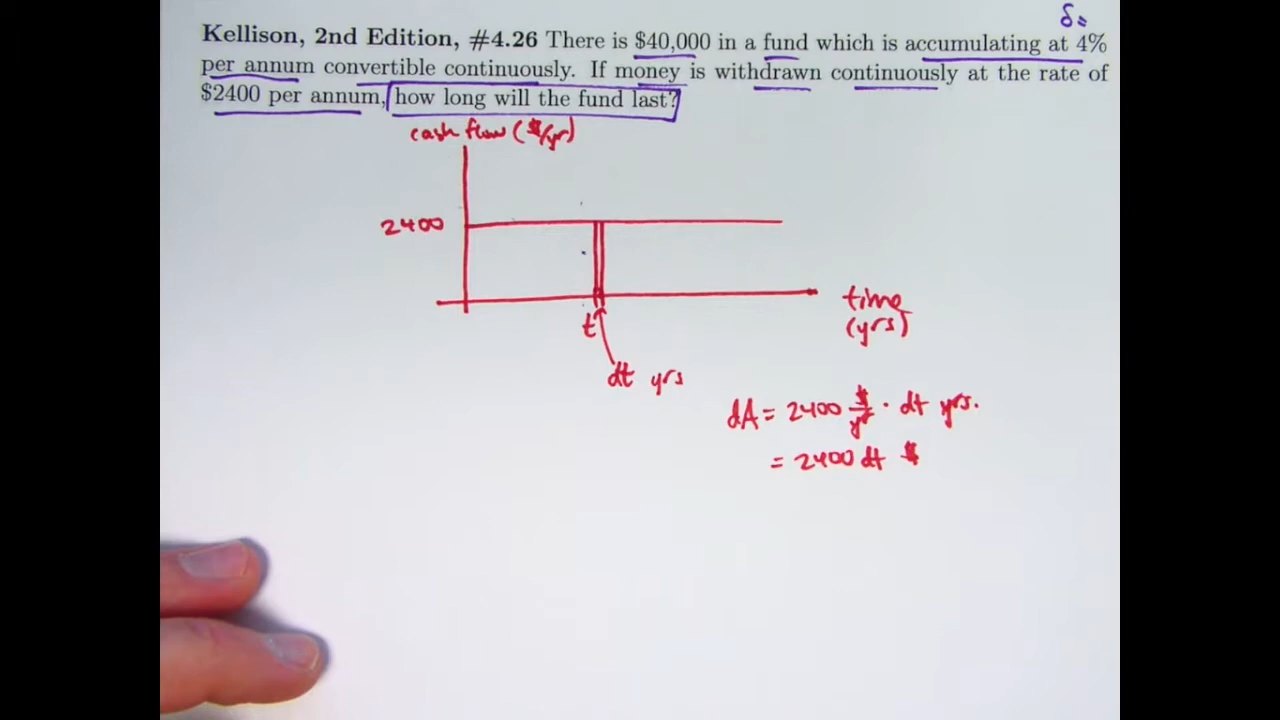 δ=
Kellison, 2nd Edition, #4.26 There is $40,000 in a fund which is accumulating at 4%
per annum convertible continuously. If money is withdrawn continuously at the rate of
$2400 per annum, how long will the fund last?
cash flow ($/yr)
2400
time
(yrs)
t
dt yrs
dA = 2400 $/yr · dt yrs.
= 2400 dt $